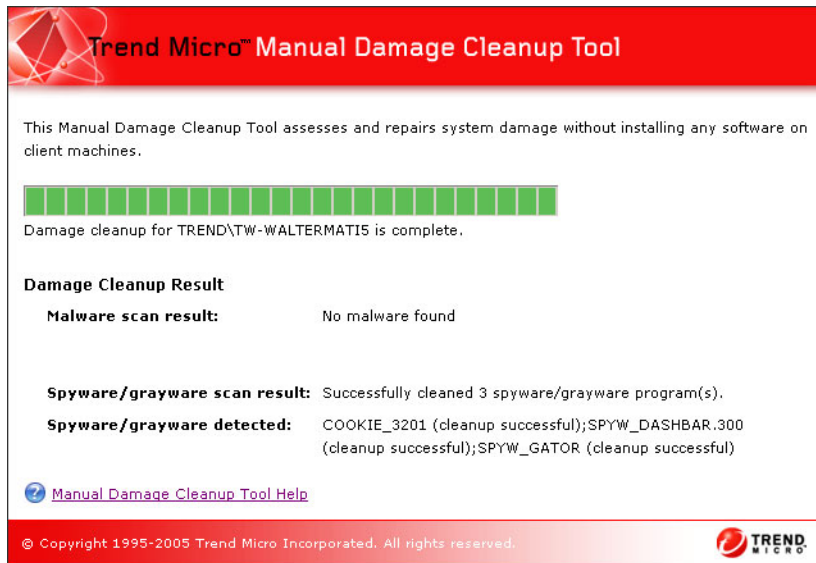 Trend Micro™ Manual Damage Cleanup Tool
This Manual Damage Cleanup Tool assesses and repairs system damage without installing any software on
client machines.
Damage cleanup for TREND\TW-WALTERMATI5 is complete.
Damage Cleanup Result
Malware scan result: No malware found
Spyware/grayware scan result: Successfully cleaned 3 spyware/grayware program(s).
Spyware/grayware detected: COOKIE_3201 (cleanup successful);SPYW_DASHBAR.300
(cleanup successful);SPYW_GATOR (cleanup successful)
Manual Damage Cleanup Tool Help
© Copyright 1995-2005 Trend Micro Incorporated. All rights reserved.
TREND
MICRO